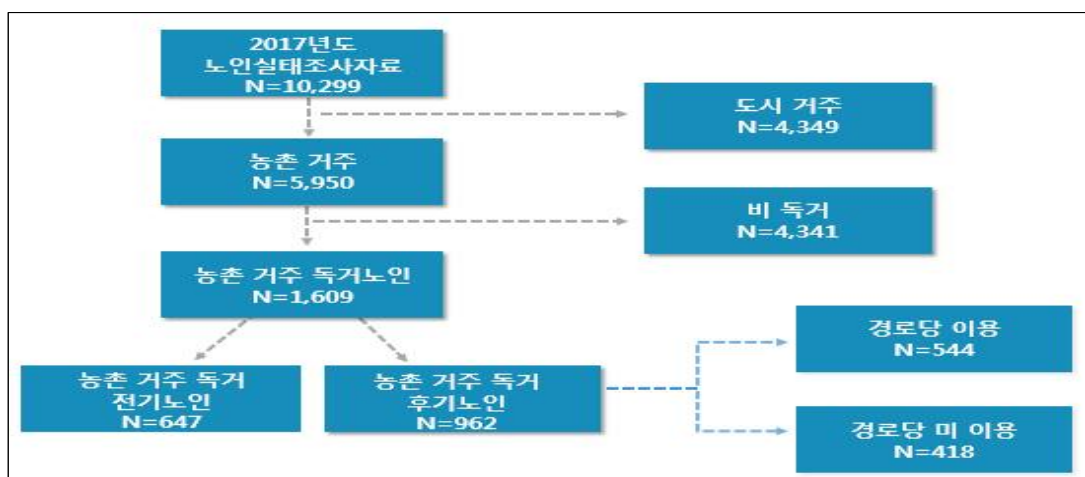 2017년도
노인실태조사자료
N=10,299
도시 거주
N=4,349
농촌 거주
N=5,950
비 독거
N=4,341
농촌 거주 독거노인
N=1,609
경로당 이용
N=544
농촌 거주 독거
전기노인
N=647
농촌 거주 독거
후기노인
N=962
경로당 미 이용
N=418